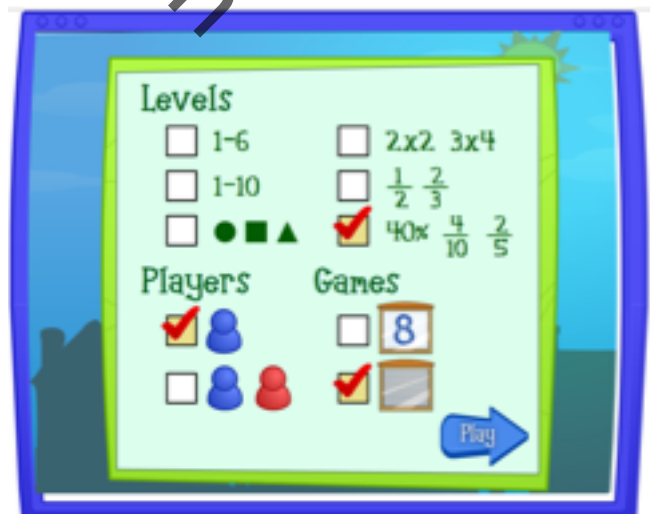 Levels
1-6
2x2 3x4
1-10
1/2 2/3
40% 4/10 2/5
Players
Games
8
Play